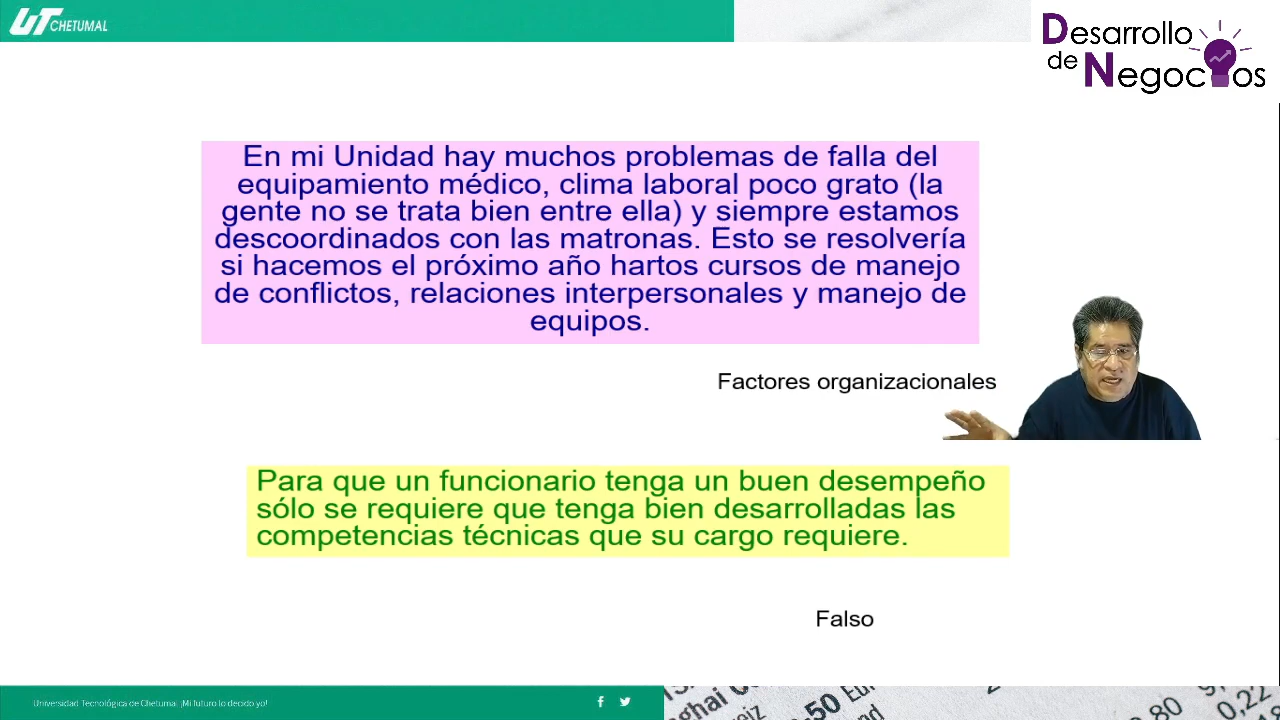 UT CHETUMAL
Desarrollo
de Negocios
En mi Unidad hay muchos problemas de falla del
equipamiento médico, clima laboral poco grato (la
gente no se trata bien entre ella) y siempre estamos
descoordinados con las matronas. Esto se resolvería
si hacemos el próximo año hartos cursos de manejo
de conflictos, relaciones interpersonales y manejo de
equipos.
Factores organizacionales
Para que un funcionario tenga un buen desempeño
sólo se requiere que tenga bien desarrolladas las
competencias técnicas que su cargo requiere.
Falso
Universidad Tecnológica de Chetumal. ¡Mi futuro lo decido yo!